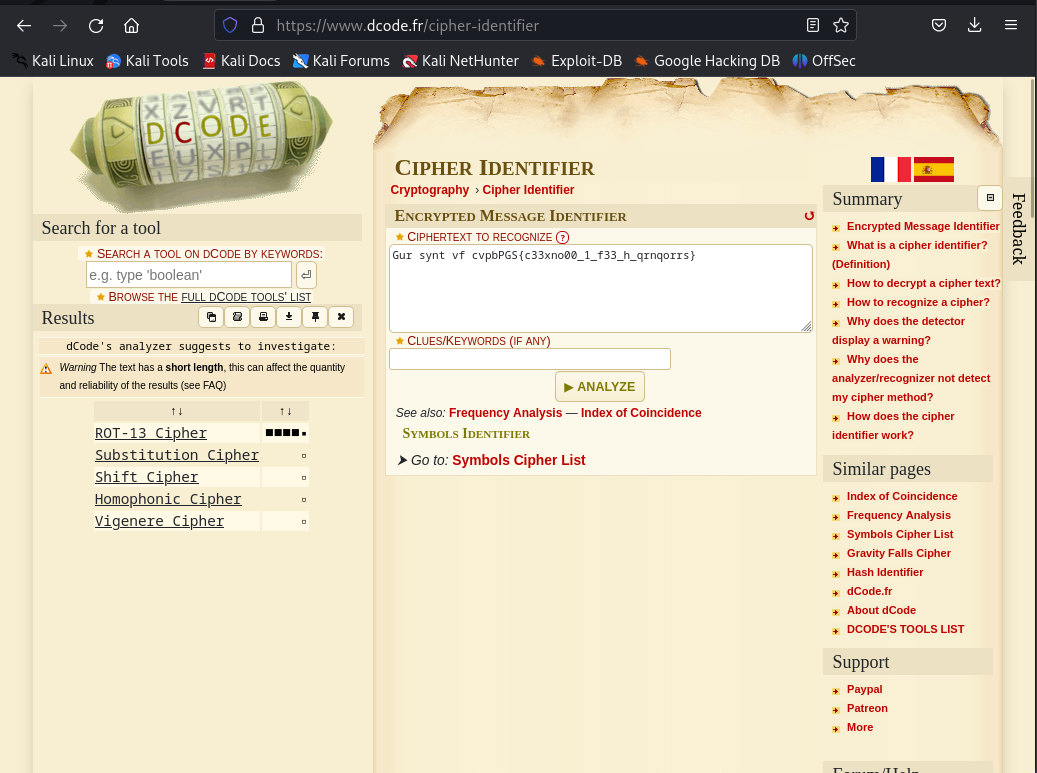 https://www.dcode.fr/cipher-identifier
Kali Linux Kali Tools Kali Docs Kali Forums Kali NetHunter Exploit-DB Google Hacking DB OffSec
X Z V R T
D C O D E
Search for a tool
Search a tool on dCode by keywords:
e.g. type 'boolean'
Browse the full dCode tools' list
Results
dCode's analyzer suggests to investigate:
Warning The text has a short length, this can affect the quantity
and reliability of the results (see FAQ)
↑↓ ↑↓
ROT-13 Cipher ■■■■▪
Substitution Cipher ▫
Shift Cipher ▫
Homophonic Cipher ▫
Vigenere Cipher ▫
Cipher Identifier
Cryptography › Cipher Identifier
Encrypted Message Identifier
Ciphertext to recognize ?
Gur synt vf cvpbPGS{c33xno00_1_f33_h_qrnqorrs}
Clues/Keywords (if any)
▶ ANALYZE
See also: Frequency Analysis — Index of Coincidence
Symbols Identifier
➤ Go to: Symbols Cipher List
Summary
Encrypted Message Identifier
What is a cipher identifier?
(Definition)
How to decrypt a cipher text?
How to recognize a cipher?
Why does the detector
display a warning?
Why does the
analyzer/recognizer not detect
my cipher method?
How does the cipher
identifier work?
Similar pages
Index of Coincidence
Frequency Analysis
Symbols Cipher List
Gravity Falls Cipher
Hash Identifier
dCode.fr
About dCode
DCODE'S TOOLS LIST
Support
Paypal
Patreon
More
Forum/Help
Feedback